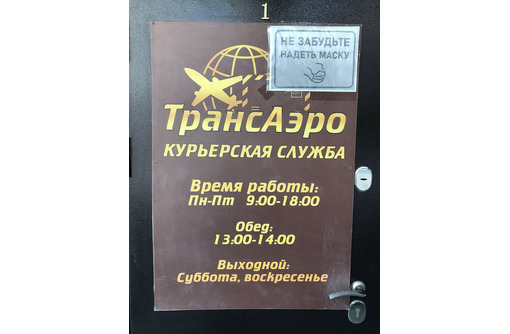 1
НЕ ЗАБУДЬТЕ
НАДЕТЬ МАСКУ
ТрансАэро
КУРЬЕРСКАЯ СЛУЖБА
Время работы:
Пн-Пт 9:00-18:00
Обед:
13:00-14:00
Выходной:
Суббота, воскресенье